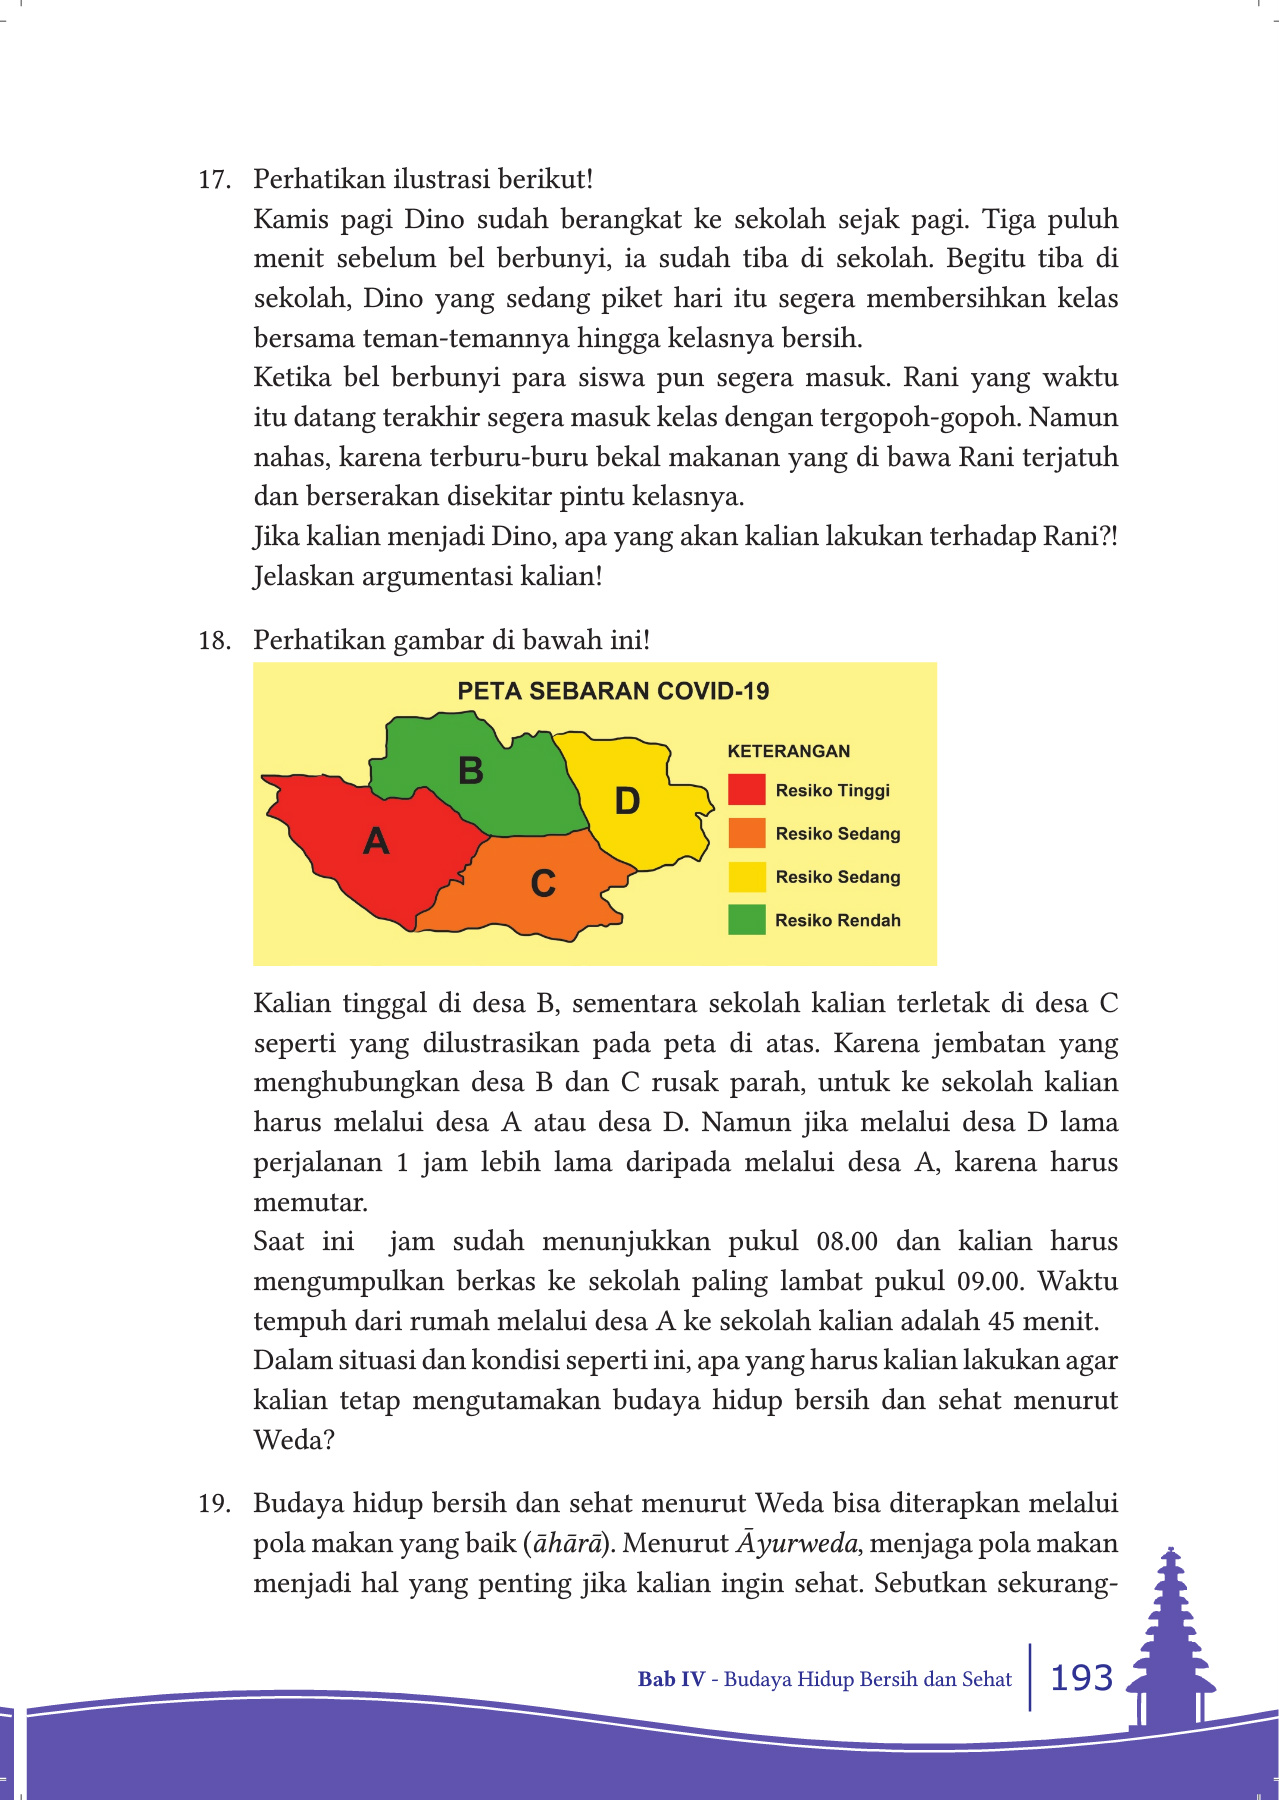 17. Perhatikan ilustrasi berikut!
Kamis pagi Dino sudah berangkat ke sekolah sejak pagi. Tiga puluh
menit sebelum bel berbunyi, ia sudah tiba di sekolah. Begitu tiba di
sekolah, Dino yang sedang piket hari itu segera membersihkan kelas
bersama teman-temannya hingga kelasnya bersih.
Ketika bel berbunyi para siswa pun segera masuk. Rani yang waktu
itu datang terakhir segera masuk kelas dengan tergopoh-gopoh. Namun
nahas, karena terburu-buru bekal makanan yang di bawa Rani terjatuh
dan berserakan disekitar pintu kelasnya.
Jika kalian menjadi Dino, apa yang akan kalian lakukan terhadap Rani?!
Jelaskan argumentasi kalian!
18. Perhatikan gambar di bawah ini!
PETA SEBARAN COVID-19
B
D
A
C
KETERANGAN
Resiko Tinggi
Resiko Sedang
Resiko Sedang
Resiko Rendah
Kalian tinggal di desa B, sementara sekolah kalian terletak di desa C
seperti yang dilustrasikan pada peta di atas. Karena jembatan yang
menghubungkan desa B dan C rusak parah, untuk ke sekolah kalian
harus melalui desa A atau desa D. Namun jika melalui desa D lama
perjalanan 1 jam lebih lama daripada melalui desa A, karena harus
memutar.
Saat ini jam sudah menunjukkan pukul 08.00 dan kalian harus
mengumpulkan berkas ke sekolah paling lambat pukul 09.00. Waktu
tempuh dari rumah melalui desa A ke sekolah kalian adalah 45 menit.
Dalam situasi dan kondisi seperti ini, apa yang harus kalian lakukan agar
kalian tetap mengutamakan budaya hidup bersih dan sehat menurut
Weda?
19. Budaya hidup bersih dan sehat menurut Weda bisa diterapkan melalui
pola makan yang baik (āhārā). Menurut Āyurweda, menjaga pola makan
menjadi hal yang penting jika kalian ingin sehat. Sebutkan sekurang-
Bab IV - Budaya Hidup Bersih dan Sehat 193